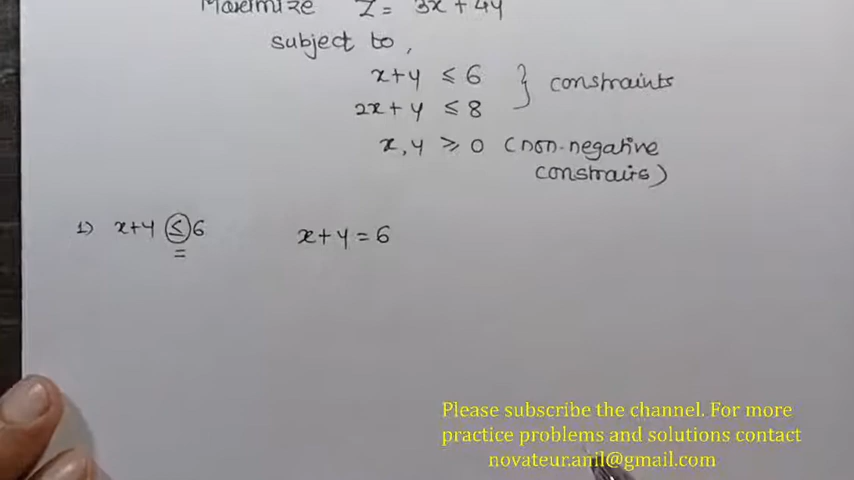 Maximize Z = 3x + 4y
subject to ,
x+y ≤ 6 } constraints
2x + y ≤ 8
x, y ≥ 0 (non-negative
constrairs)
1) x+y ≤ 6 x+y = 6
=
Please subscribe the channel. For more
practice problems and solutions contact
novateur.anil@gmail.com